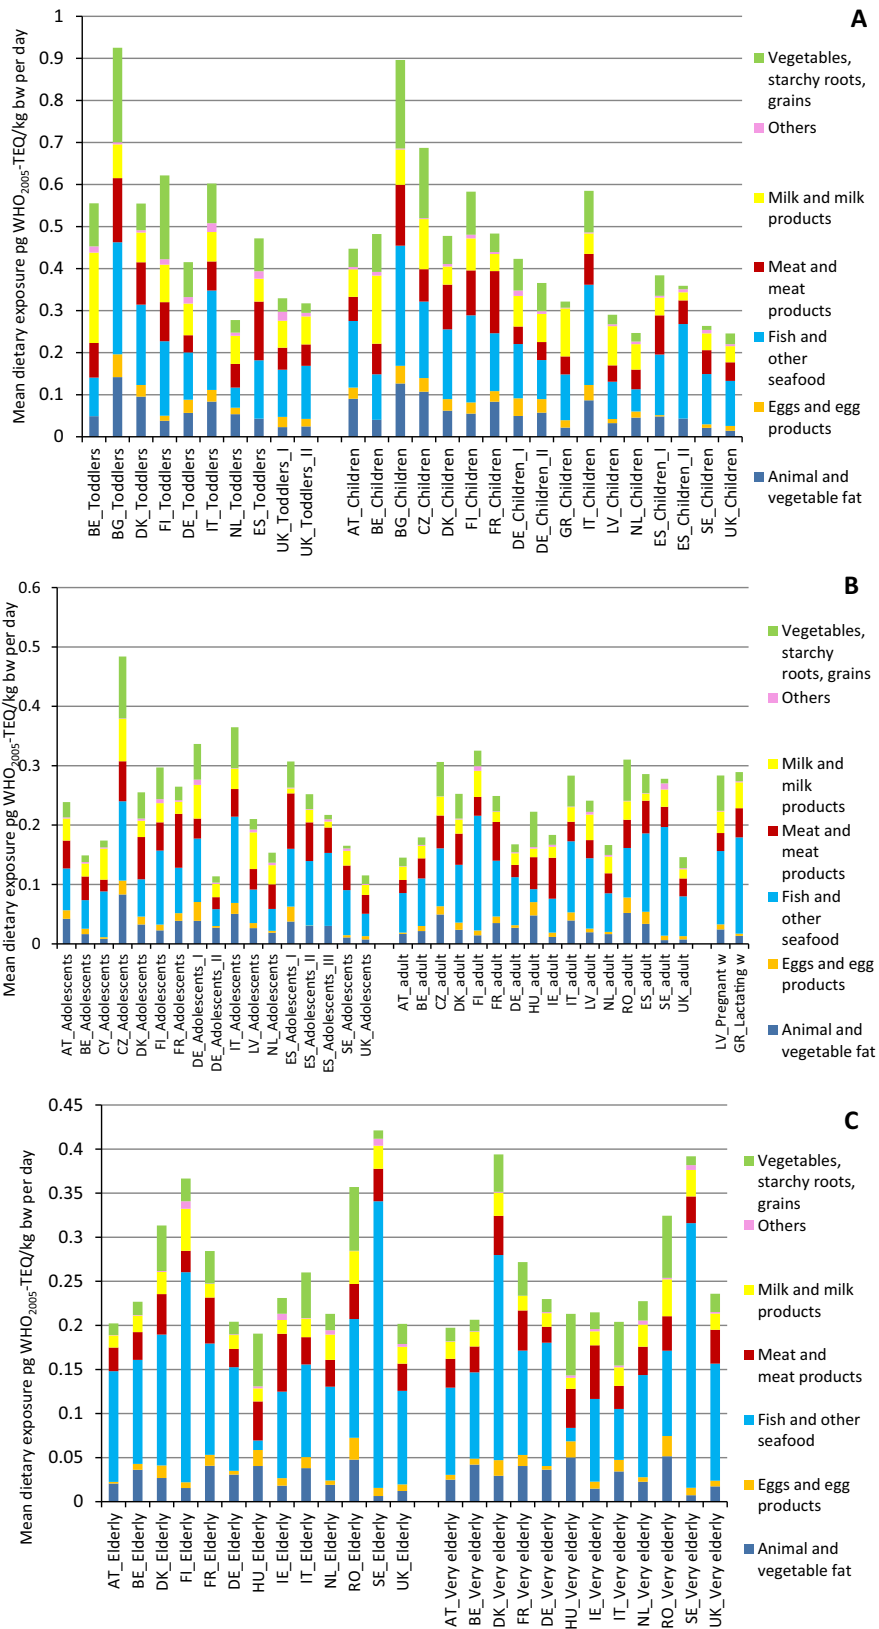 A
Mean dietary exposure pg WHO2005-TEQ/kg bw per day
1
0.9
0.8
0.7
0.6
0.5
0.4
0.3
0.2
0.1
0
BE_Toddlers
BG_Toddlers
DK_Toddlers
FI_Toddlers
DE_Toddlers
IT_Toddlers
NL_Toddlers
ES_Toddlers
UK_Toddlers_I
UK_Toddlers_II
AT_Children
BE_Children
BG_Children
CZ_Children
DK_Children
FI_Children
FR_Children
DE_Children_I
DE_Children_II
GR_Children
IT_Children
LV_Children
NL_Children
ES_Children_I
ES_Children_II
SE_Children
UK_Children
Vegetables,
starchy roots,
grains
Others
Milk and milk
products
Meat and
meat
products
Fish and
other
seafood
Eggs and egg
products
Animal and
vegetable fat
B
Mean dietary exposure pg WHO2005-TEQ/kg bw per day
0.6
0.5
0.4
0.3
0.2
0.1
0
AT_Adolescents
BE_Adolescents
CY_Adolescents
CZ_Adolescents
DK_Adolescents
FI_Adolescents
FR_Adolescents
DE_Adolescents_I
DE_Adolescents_II
IT_Adolescents
LV_Adolescents
NL_Adolescents
ES_Adolescents_I
ES_Adolescents_II
ES_Adolescents_III
SE_Adolescents
UK_Adolescents
AT_adult
BE_adult
CZ_adult
DK_adult
FI_adult
FR_adult
DE_adult
HU_adult
IE_adult
IT_adult
LV_adult
NL_adult
RO_adult
ES_adult
SE_adult
UK_adult
LV_Pregnant w
GR_Lactating w
Vegetables,
starchy
roots, grains
Others
Milk and
milk
products
Meat and
meat
products
Fish and
other
seafood
Eggs and egg
products
Animal and
vegetable fat
C
Mean dietary exposure pg WHO2005-TEQ/kg bw per day
0.45
0.4
0.35
0.3
0.25
0.2
0.15
0.1
0.05
0
AT_Elderly
BE_Elderly
DK_Elderly
FI_Elderly
FR_Elderly
DE_Elderly
HU_Elderly
IE_Elderly
IT_Elderly
NL_Elderly
RO_Elderly
SE_Elderly
UK_Elderly
AT_Very elderly
BE_Very elderly
DK_Very elderly
FR_Very elderly
DE_Very elderly
HU_Very elderly
IE_Very elderly
IT_Very elderly
NL_Very elderly
RO_Very elderly
SE_Very elderly
UK_Very elderly
Vegetables,
starchy roots,
grains
Others
Milk and milk
products
Meat and
meat products
Fish and other
seafood
Eggs and egg
products
Animal and
vegetable fat